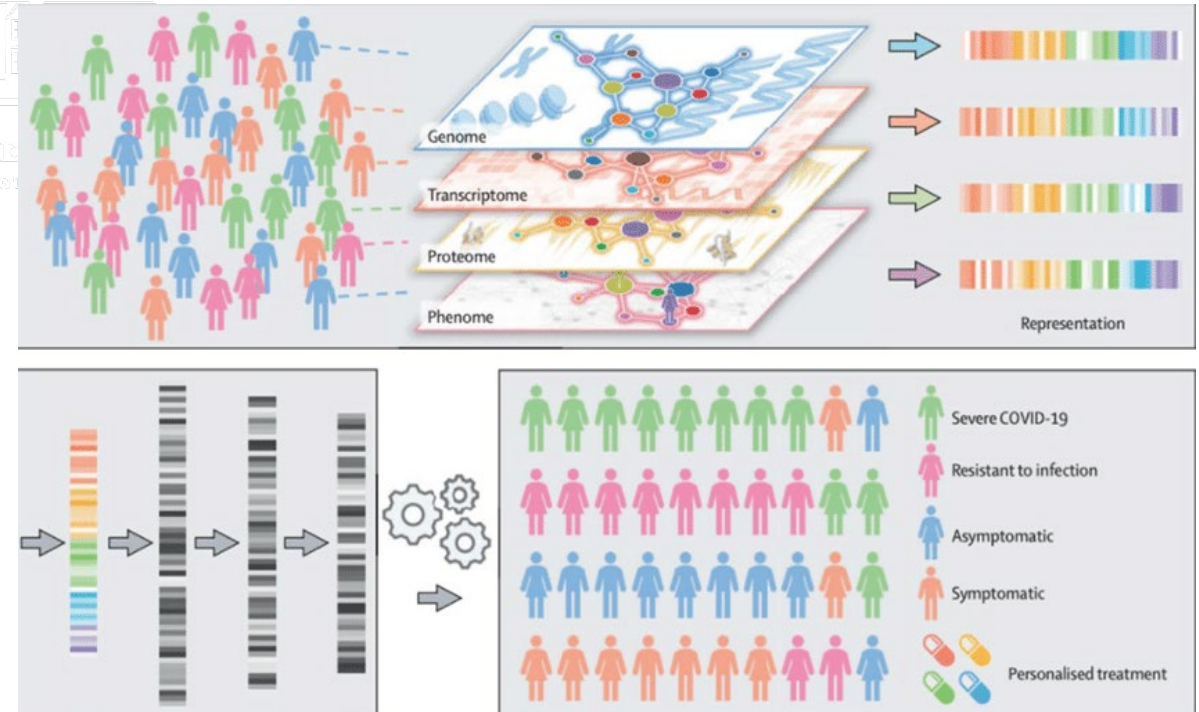 Genome
Transcriptome
Proteome
Phenome
Representation
Severe COVID-19
Resistant to infection
Asymptomatic
Symptomatic
Personalised treatment